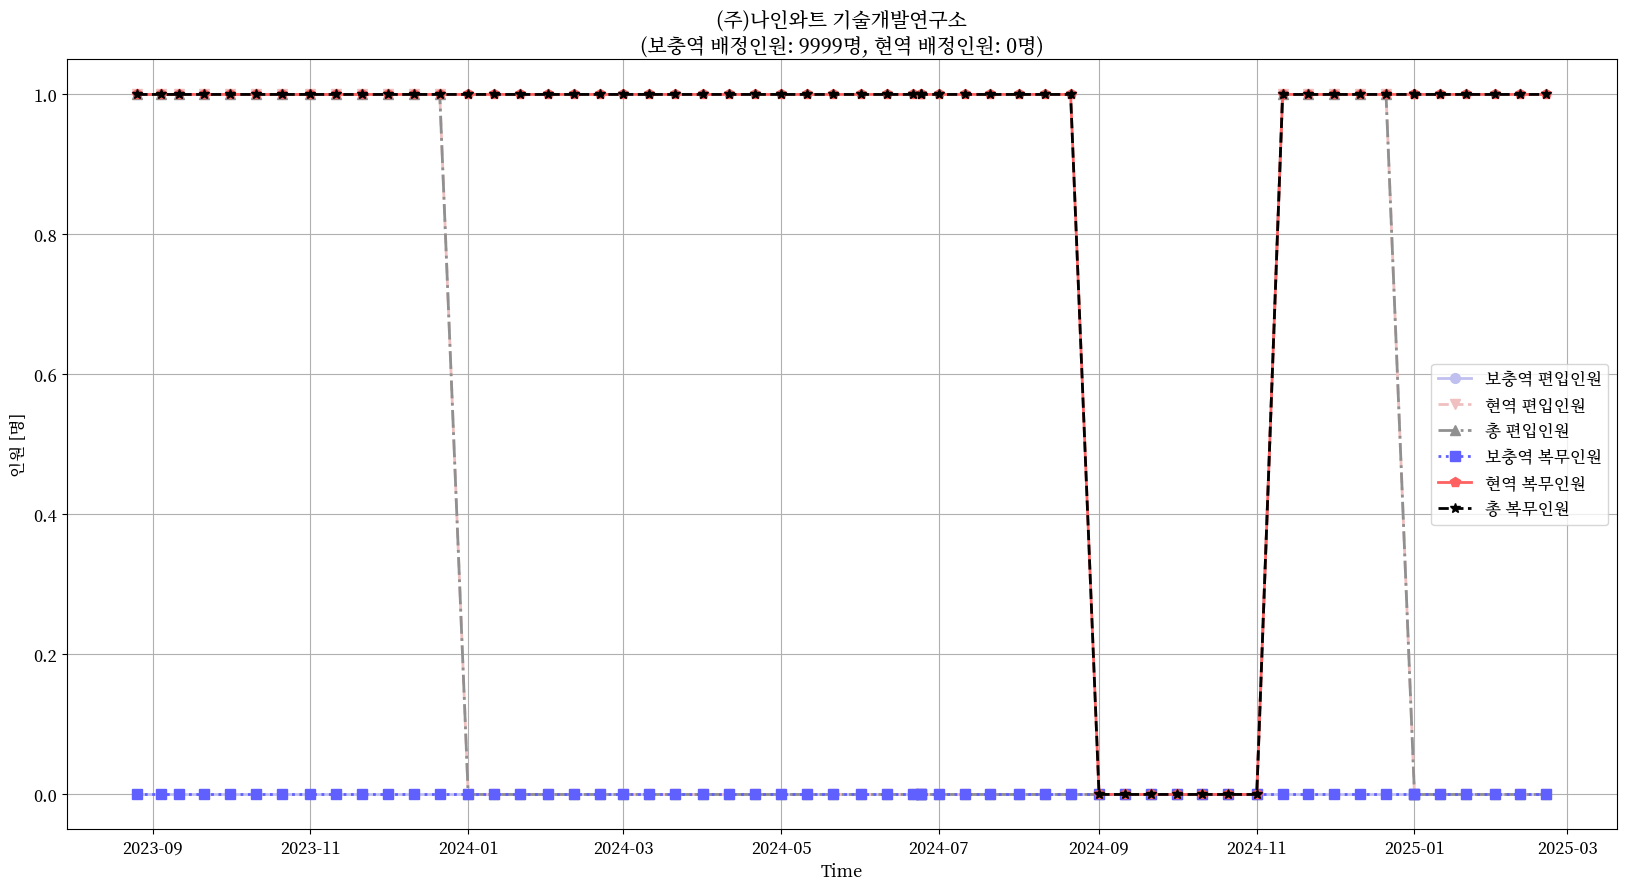 (주)나인와트 기술개발연구소
(보충역 배정인원: 9999명, 현역 배정인원: 0명)
인원 [명]
1.0
0.8
0.6
0.4
0.2
0.0
보충역 편입인원
현역 편입인원
총 편입인원
보충역 복무인원
현역 복무인원
총 복무인원
2023-09
2023-11
2024-01
2024-03
2024-05
2024-07
2024-09
2024-11
2025-01
2025-03
Time